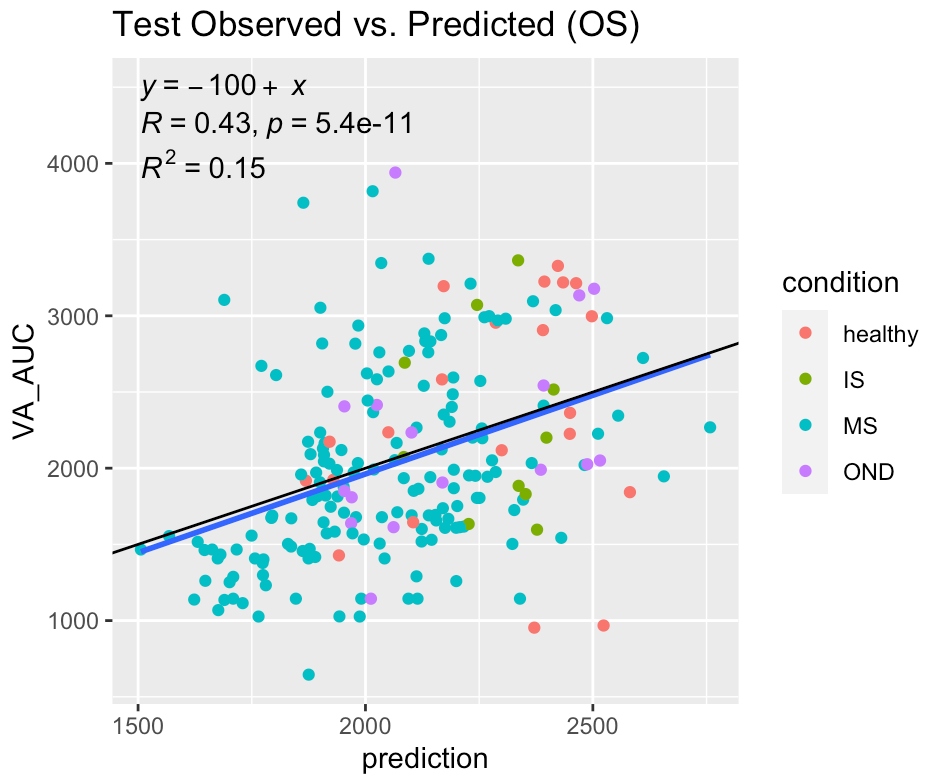 Test Observed vs. Predicted (OS)
y = −100 + x
R = 0.43, p = 5.4e-11
R² = 0.15
4000
3000
2000
1000
VA_AUC
1500 2000 2500
prediction
condition
healthy
IS
MS
OND